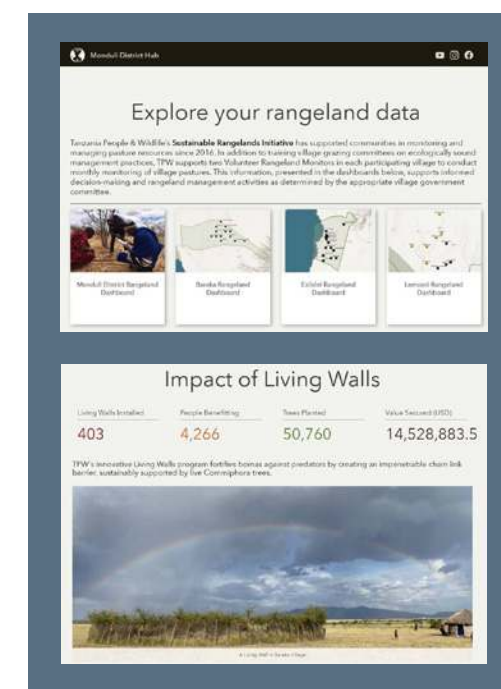 Monduli District Hub
Explore your rangeland data
Tanzania People & Wildlife's Sustainable Rangelands Initiative has supported communities in monitoring and
managing pasture resources since 2016. In addition to training village grazing committees on ecologically sound
management practices, TPW supports two Volunteer Rangeland Monitors in each participating village to conduct
monthly monitoring of village pastures. This information, presented in the dashboards below, supports informed
decision-making and rangeland management activities as determined by the appropriate village government
committee.
Monduli District Rangeland
Dashboard
Baraka Rangeland
Dashboard
Esilalei Rangeland
Dashboard
Rangeland
Dashboard
Impact of Living Walls
Living Walls Installed
People Benefitting
Trees Planted
Value Secured (USD)
403
4,266
50,760
14,528,883.5
TPW's innovative Living Walls program fortifies bomas against predators by creating an impenetrable chain link
barrier, sustainably supported by live Commiphora trees.
A Living Wall in Village